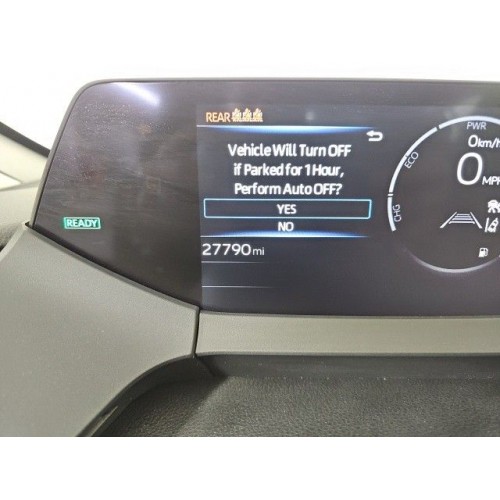 REAR
PWR
Vehicle Will Turn OFF
if Parked for 1 Hour,
Perform Auto OFF?
YES
NO
27790 mi
READY
0km/h
ECO
0 MPH
CHG